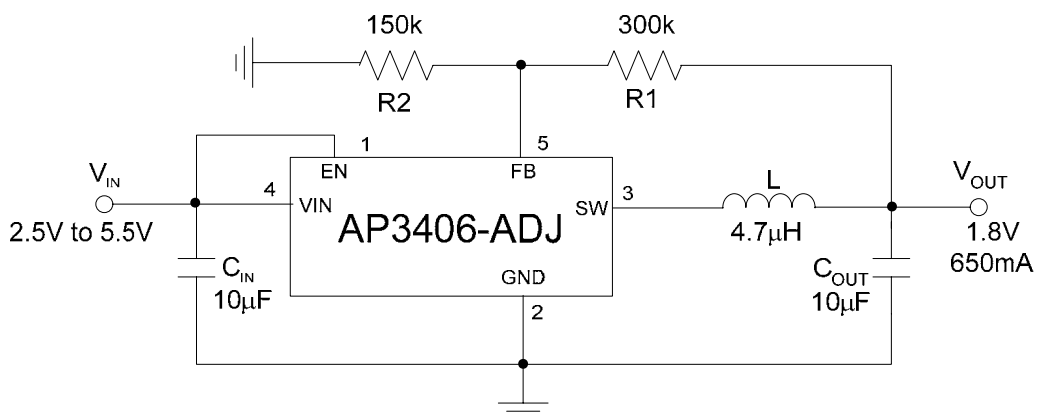 150k
300k
R2
R1
1
5
EN
FB
V_IN
4
VIN
AP3406-ADJ
SW
3
L
V_OUT
2.5V to 5.5V
4.7μH
1.8V
650mA
C_IN
10μF
GND
2
C_OUT
10μF